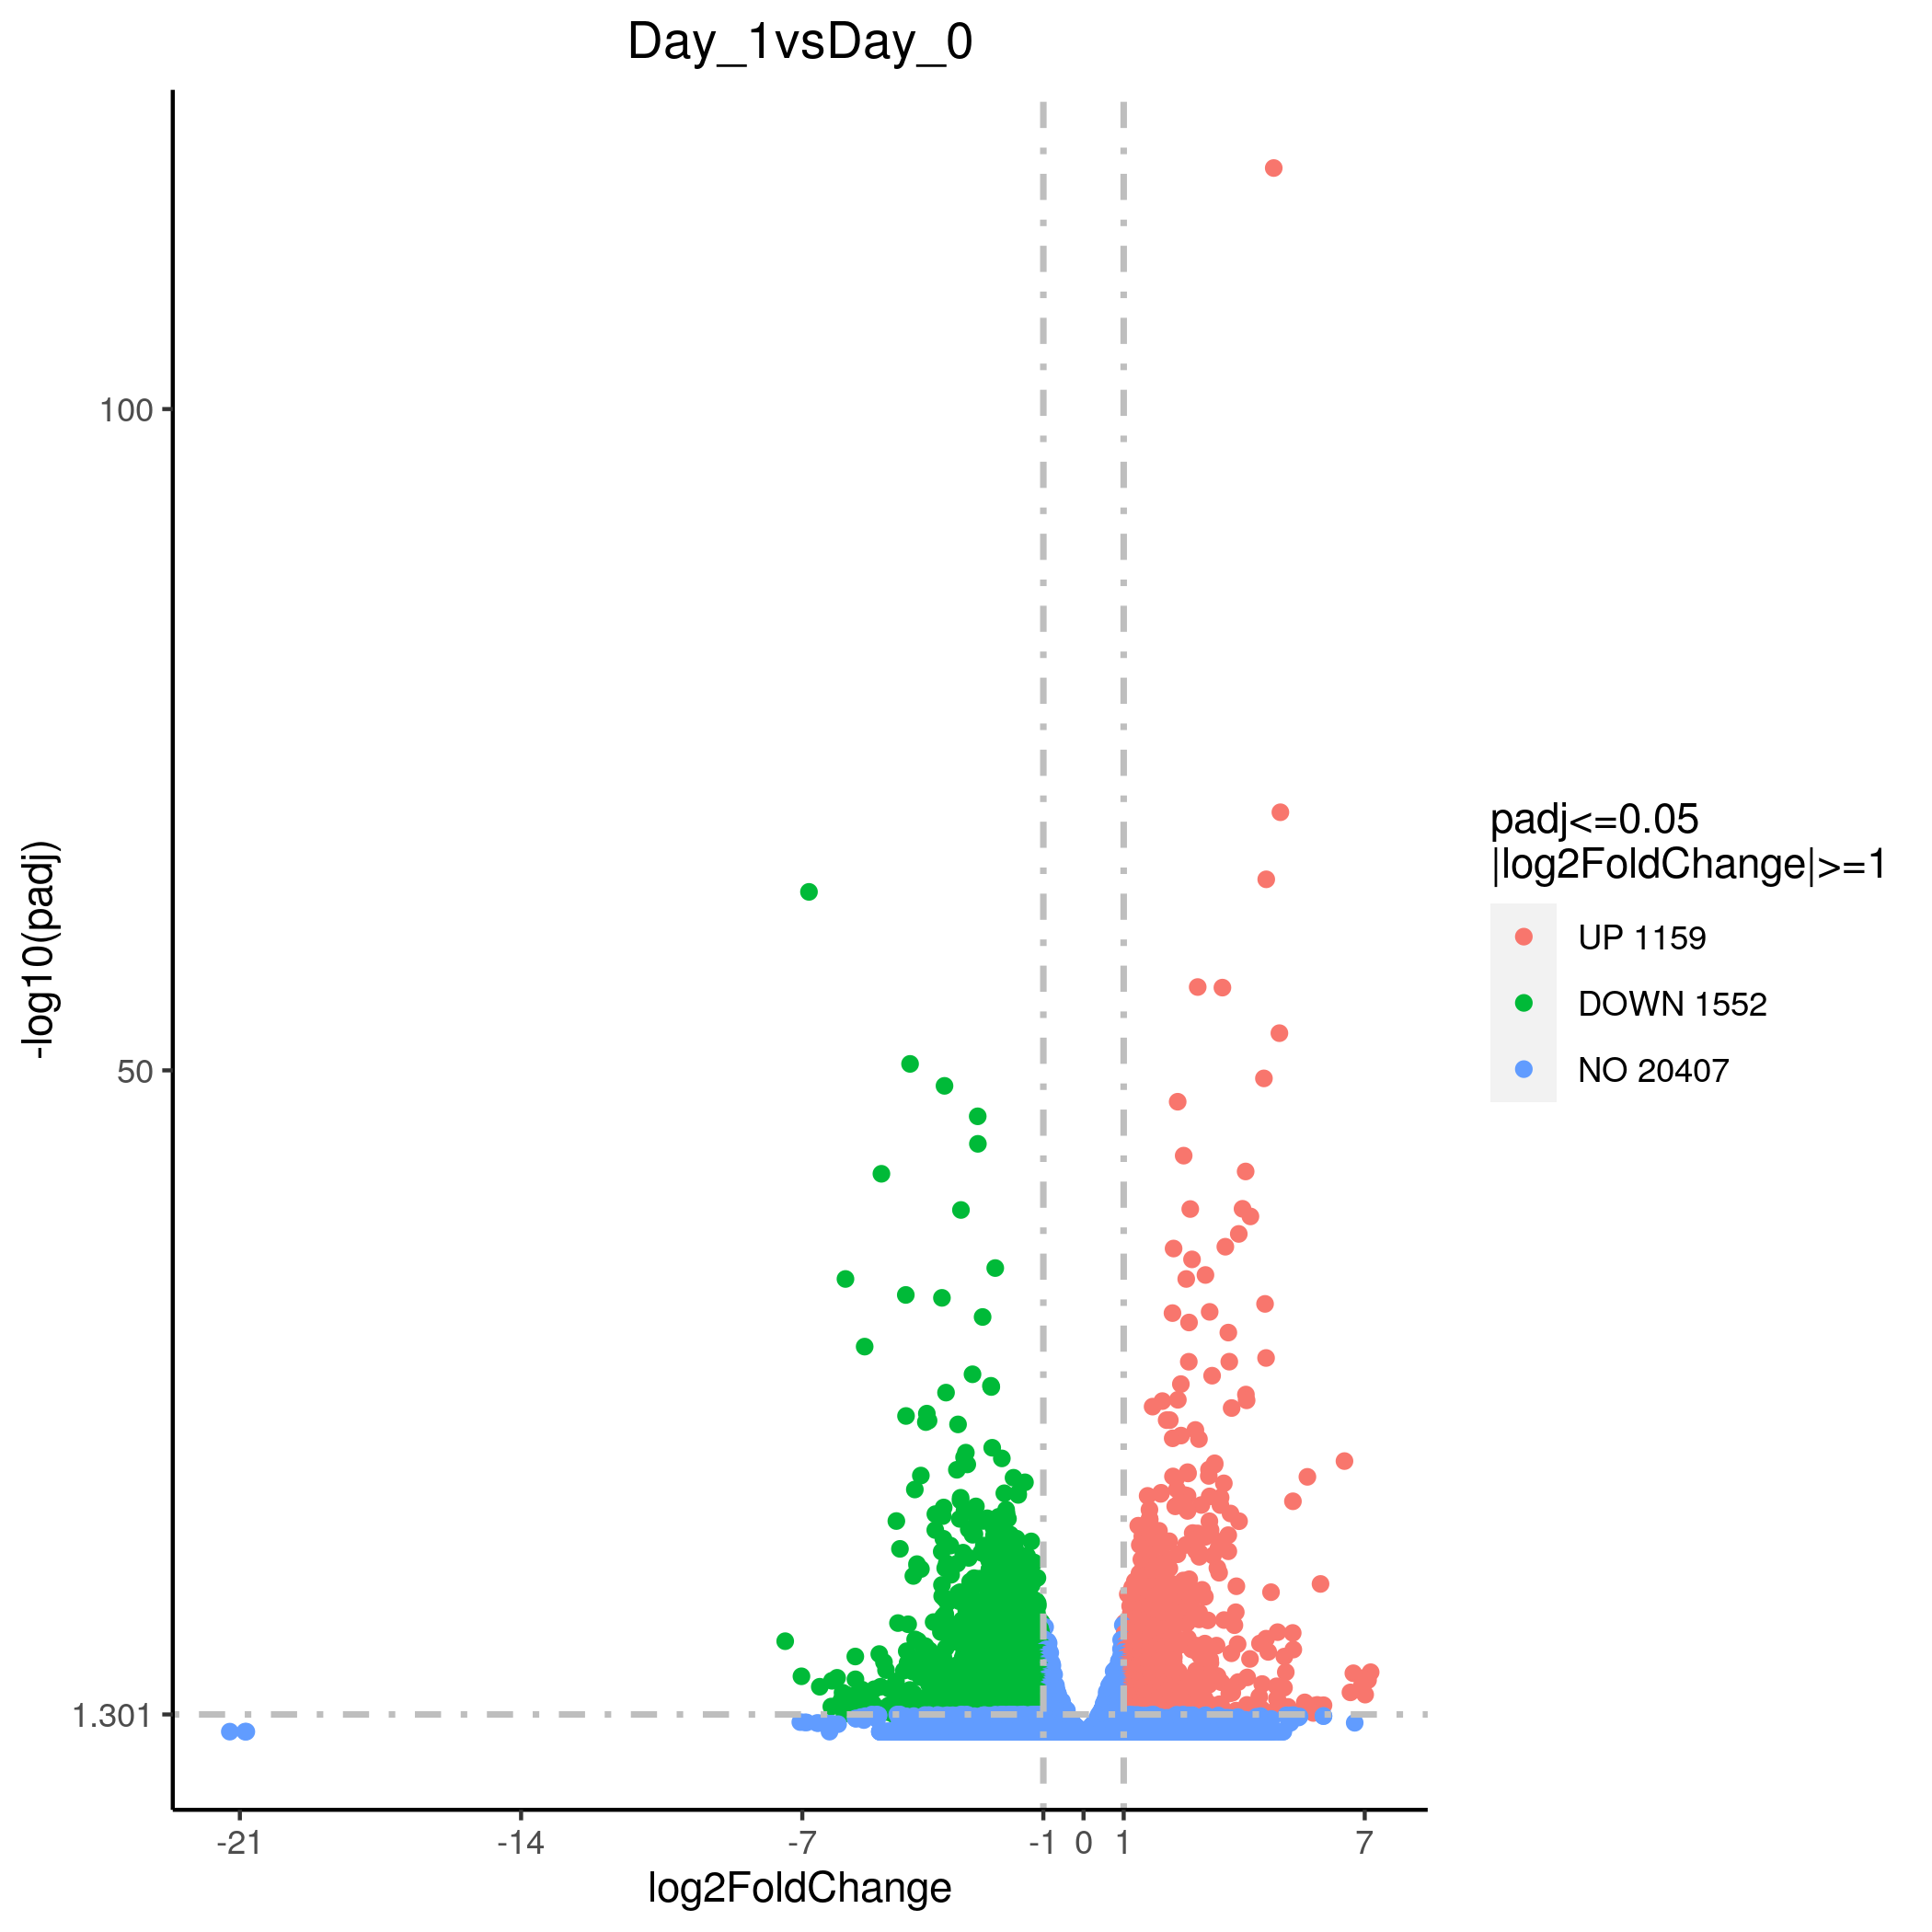 Day_1vsDay_0
-log10(padj)
100
50
1.301
-21
-14
-7
-1
0
1
7
log2FoldChange
padj<=0.05
|log2FoldChange|>=1
UP 1159
DOWN 1552
NO 20407